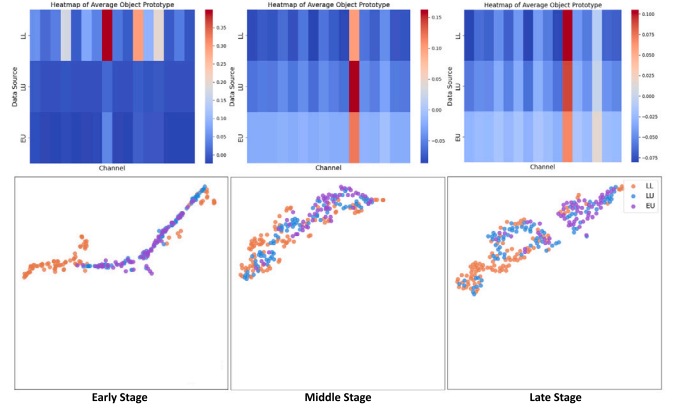 Heatmap of Average Object Prototype
Heatmap of Average Object Prototype
Heatmap of Average Object Prototype
Data Source
LL
LU
EU
Channel
0.40
0.35
0.30
0.25
0.20
0.15
0.10
0.05
0.00
Data Source
LL
LU
EU
Channel
0.15
0.10
0.05
0.00
−0.05
Data Source
LL
LU
EU
Channel
0.100
0.075
0.050
0.025
0.000
−0.025
−0.050
−0.075
LL
LU
EU
Early Stage
Middle Stage
Late Stage